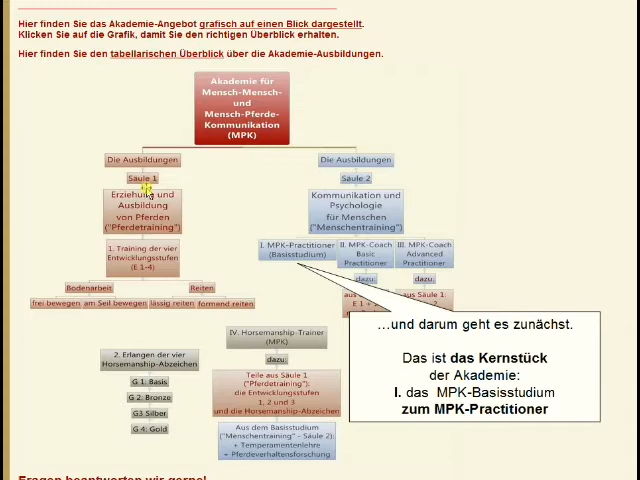 Hier finden Sie das Akademie-Angebot grafisch auf einen Blick dargestellt.
Klicken Sie auf die Grafik, damit Sie den richtigen Überblick erhalten.
Hier finden Sie den tabellarischen Überblick über die Akademie-Ausbildungen.
Akademie für
Mensch-Mensch-
und
Mensch-Pferde-
Kommunikation
(MPK)
Die Ausbildungen
Säule 1
Erziehung und
Ausbildung
von Pferden
("Pferdetraining")
1. Training der vier
Entwicklungsstufen
(E 1-4)
Bodenarbeit
Reiten
frei bewegen
am Seil bewegen
lässig reiten
formend reiten
Die Ausbildungen
Säule 2
Kommunikation und
Psychologie
für Menschen
("Menschentraining")
I. MPK-Practitioner
(Basisstudium)
II. MPK-Coach
Basic
Practitioner
dazu:
III. MPK-Coach
Advanced
Practitioner
dazu:
aus Säule 1:
2. Erlangen der vier
Horsemanship-Abzeichen
G 1: Basis
G 2: Bronze
G3 Silber
G 4: Gold
IV. Horsemanship-Trainer
(MPK)
dazu:
Teile aus Säule 1
("Pferdetraining"):
die Entwicklungsstufen
1, 2 und 3
und die Horsemanship-Abzeichen
Aus dem Basisstudium
("Menschentraining" - Säule 2):
+ Temperamentenlehre
+ Pferdeverhaltensforschung
...und darum geht es zunächst.
Das ist das Kernstück
der Akademie:
I. das MPK-Basisstudium
zum MPK-Practitioner
Fragen beantworten wir gerne!